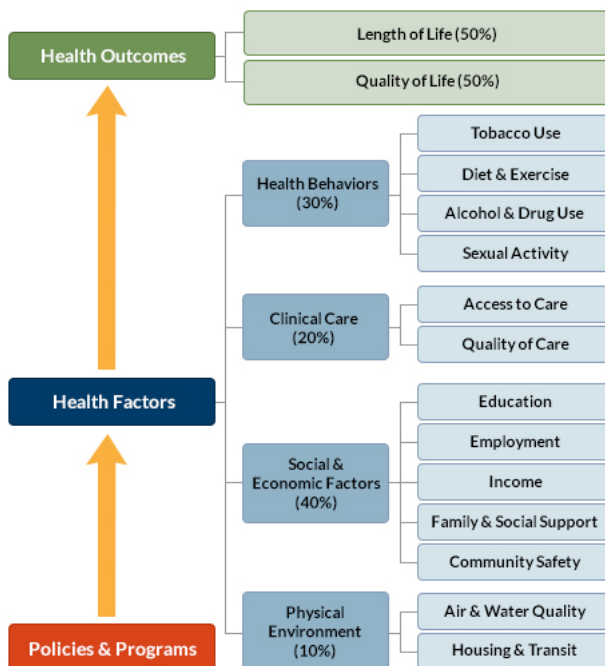 Health Outcomes
Length of Life (50%)
Quality of Life (50%)
Health Behaviors
(30%)
Tobacco Use
Diet & Exercise
Alcohol & Drug Use
Sexual Activity
Clinical Care
(20%)
Access to Care
Quality of Care
Health Factors
Social &
Economic Factors
(40%)
Education
Employment
Income
Family & Social Support
Community Safety
Physical
Environment
(10%)
Air & Water Quality
Housing & Transit
Policies & Programs